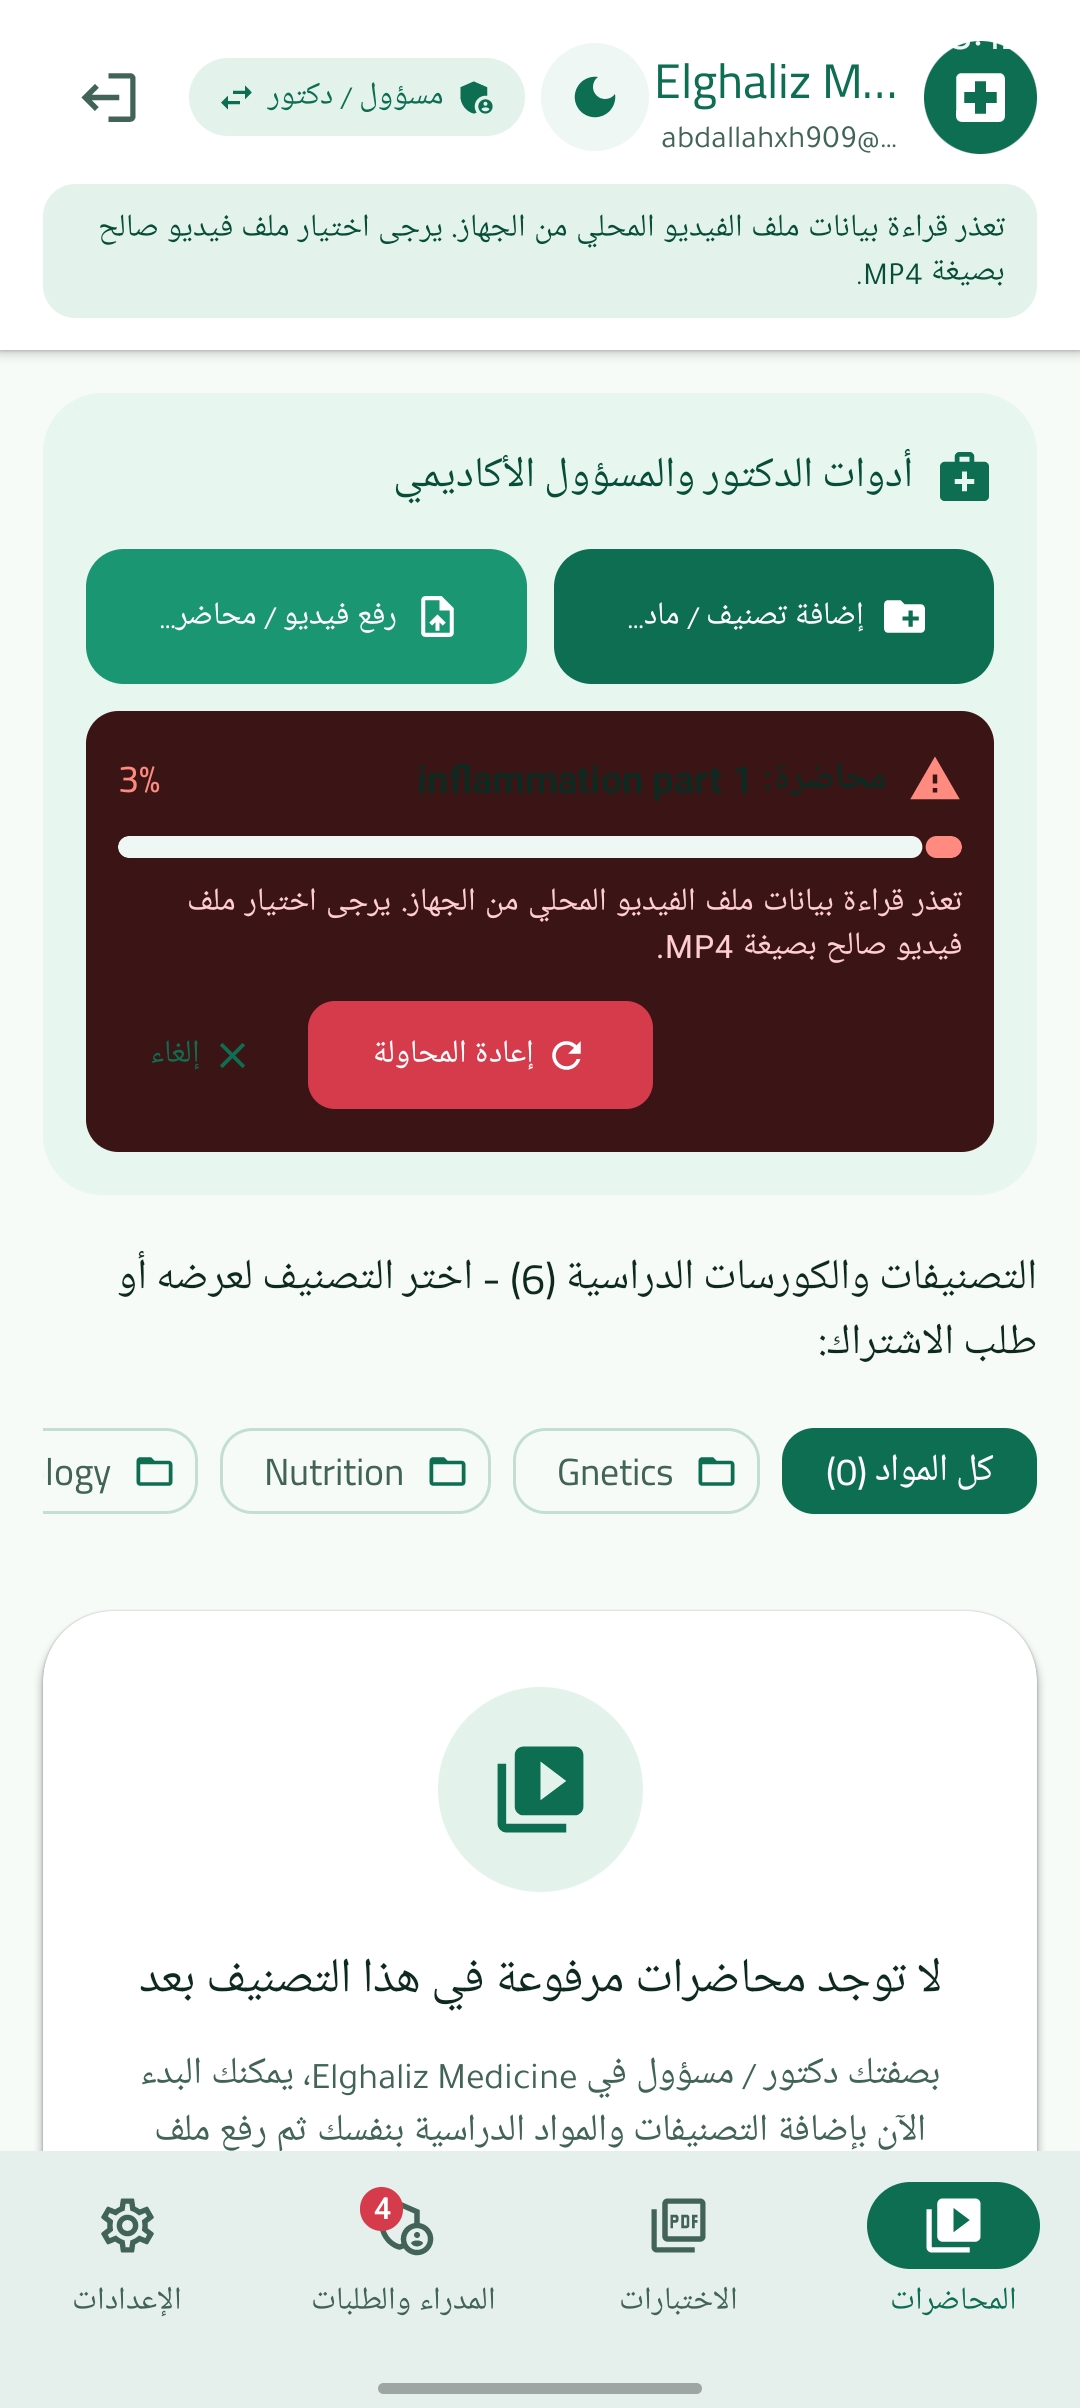 Elghaliz M...
abdallahxh909@...
مسؤول / دكتور
تعذر قراءة بيانات ملف الفيديو المحلي من الجهاز. يرجى اختيار ملف فيديو صالح
بصيغة MP4.
أدوات الدكتور والمسؤول الأكاديمي
إضافة تصنيف / ماد...
رفع فيديو / محاضر...
محاضرة: inflammation part 1
3%
تعذر قراءة بيانات ملف الفيديو المحلي من الجهاز. يرجى اختيار ملف
فيديو صالح بصيغة MP4.
إعادة المحاولة
إلغاء
التصنيفات والكورسات الدراسية (6) - اختر التصنيف لعرضه أو
طلب الاشتراك:
كل المواد (0)
Gnetics
Nutrition
logy
لا توجد محاضرات مرفوعة في هذا التصنيف بعد
بصفتك دكتور / مسؤول في Elghaliz Medicine، يمكنك البدء
الآن بإضافة التصنيفات والمواد الدراسية بنفسك ثم رفع ملف
المحاضرات
PDF
الاختبارات
4
المدراء والطلبات
الإعدادات